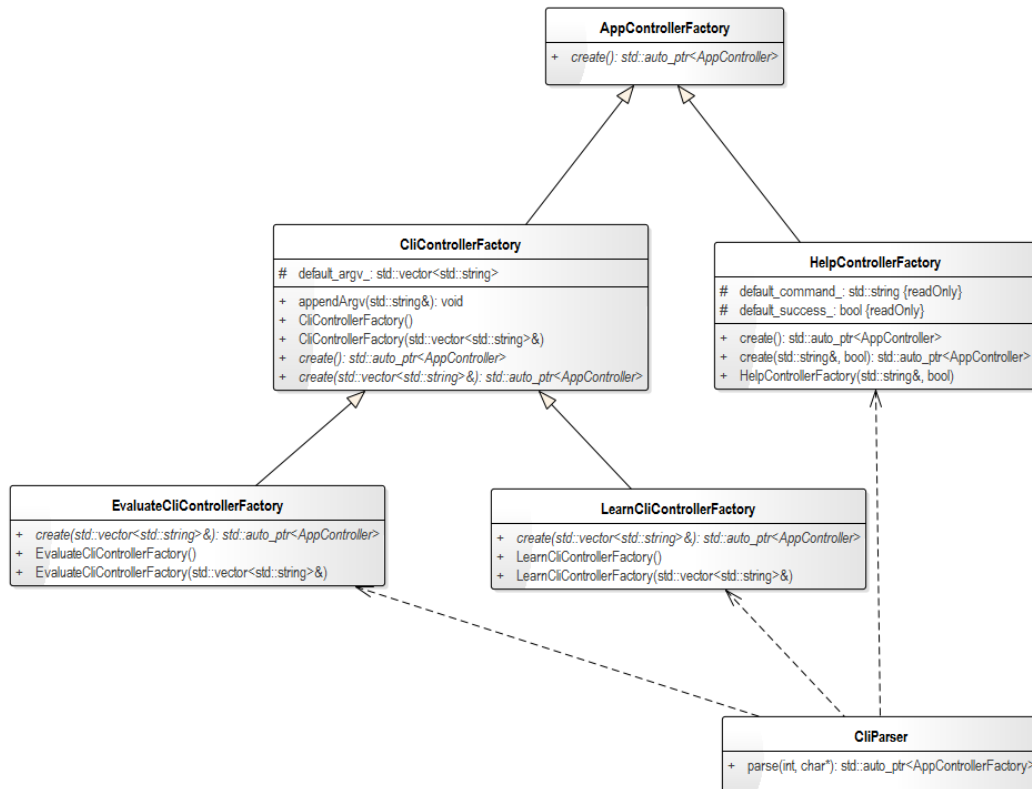 AppControllerFactory
+ create(): std::auto_ptr<AppController>
CliControllerFactory
# default_argv_: std::vector<std::string>
+ appendArgv(std::string&): void
+ CliControllerFactory()
+ CliControllerFactory(std::vector<std::string>&)
+ create(): std::auto_ptr<AppController>
+ create(std::vector<std::string>&): std::auto_ptr<AppController>
HelpControllerFactory
# default_command_: std::string {readOnly}
# default_success_: bool {readOnly}
+ create(): std::auto_ptr<AppController>
+ create(std::string&, bool): std::auto_ptr<AppController>
+ HelpControllerFactory(std::string&, bool)
EvaluateCliControllerFactory
+ create(std::vector<std::string>&): std::auto_ptr<AppController>
+ EvaluateCliControllerFactory()
+ EvaluateCliControllerFactory(std::vector<std::string>&)
LearnCliControllerFactory
+ create(std::vector<std::string>&): std::auto_ptr<AppController>
+ LearnCliControllerFactory()
+ LearnCliControllerFactory(std::vector<std::string>&)
CliParser
+ parse(int, char*): std::auto_ptr<AppControllerFactory>